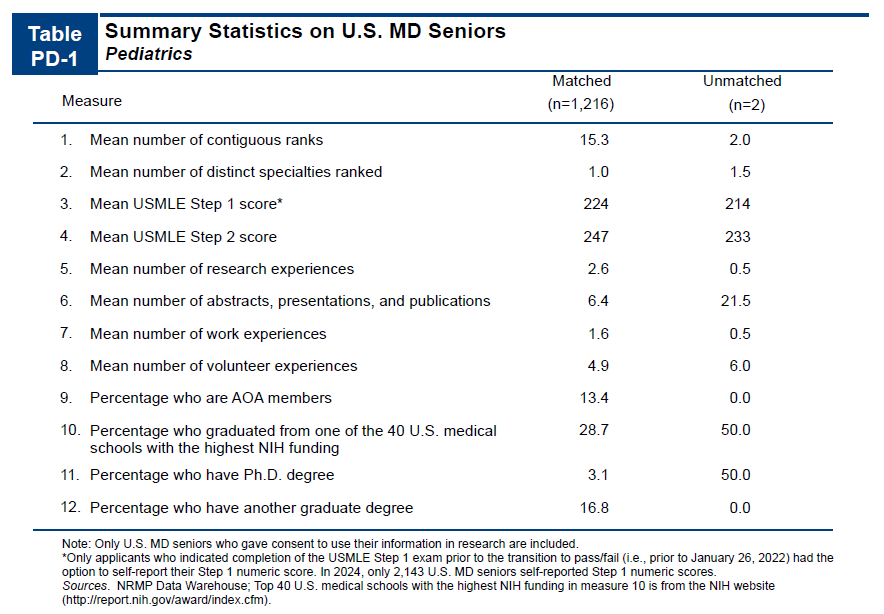 Table
PD-1
Summary Statistics on U.S. MD Seniors
Pediatrics
Measure Matched (n=1,216) Unmatched (n=2)
1. Mean number of contiguous ranks 15.3 2.0
2. Mean number of distinct specialties ranked 1.0 1.5
3. Mean USMLE Step 1 score* 224 214
4. Mean USMLE Step 2 score 247 233
5. Mean number of research experiences 2.6 0.5
6. Mean number of abstracts, presentations, and publications 6.4 21.5
7. Mean number of work experiences 1.6 0.5
8. Mean number of volunteer experiences 4.9 6.0
9. Percentage who are AOA members 13.4 0.0
10. Percentage who graduated from one of the 40 U.S. medical 28.7 50.0
schools with the highest NIH funding
11. Percentage who have Ph.D. degree 3.1 50.0
12. Percentage who have another graduate degree 16.8 0.0
Note: Only U.S. MD seniors who gave consent to use their information in research are included.
*Only applicants who indicated completion of the USMLE Step 1 exam prior to the transition to pass/fail (i.e., prior to January 26, 2022) had the
option to self-report their Step 1 numeric score. In 2024, only 2,143 U.S. MD seniors self-reported Step 1 numeric scores.
Sources. NRMP Data Warehouse; Top 40 U.S. medical schools with the highest NIH funding in measure 10 is from the NIH website
(http://report.nih.gov/award/index.cfm).